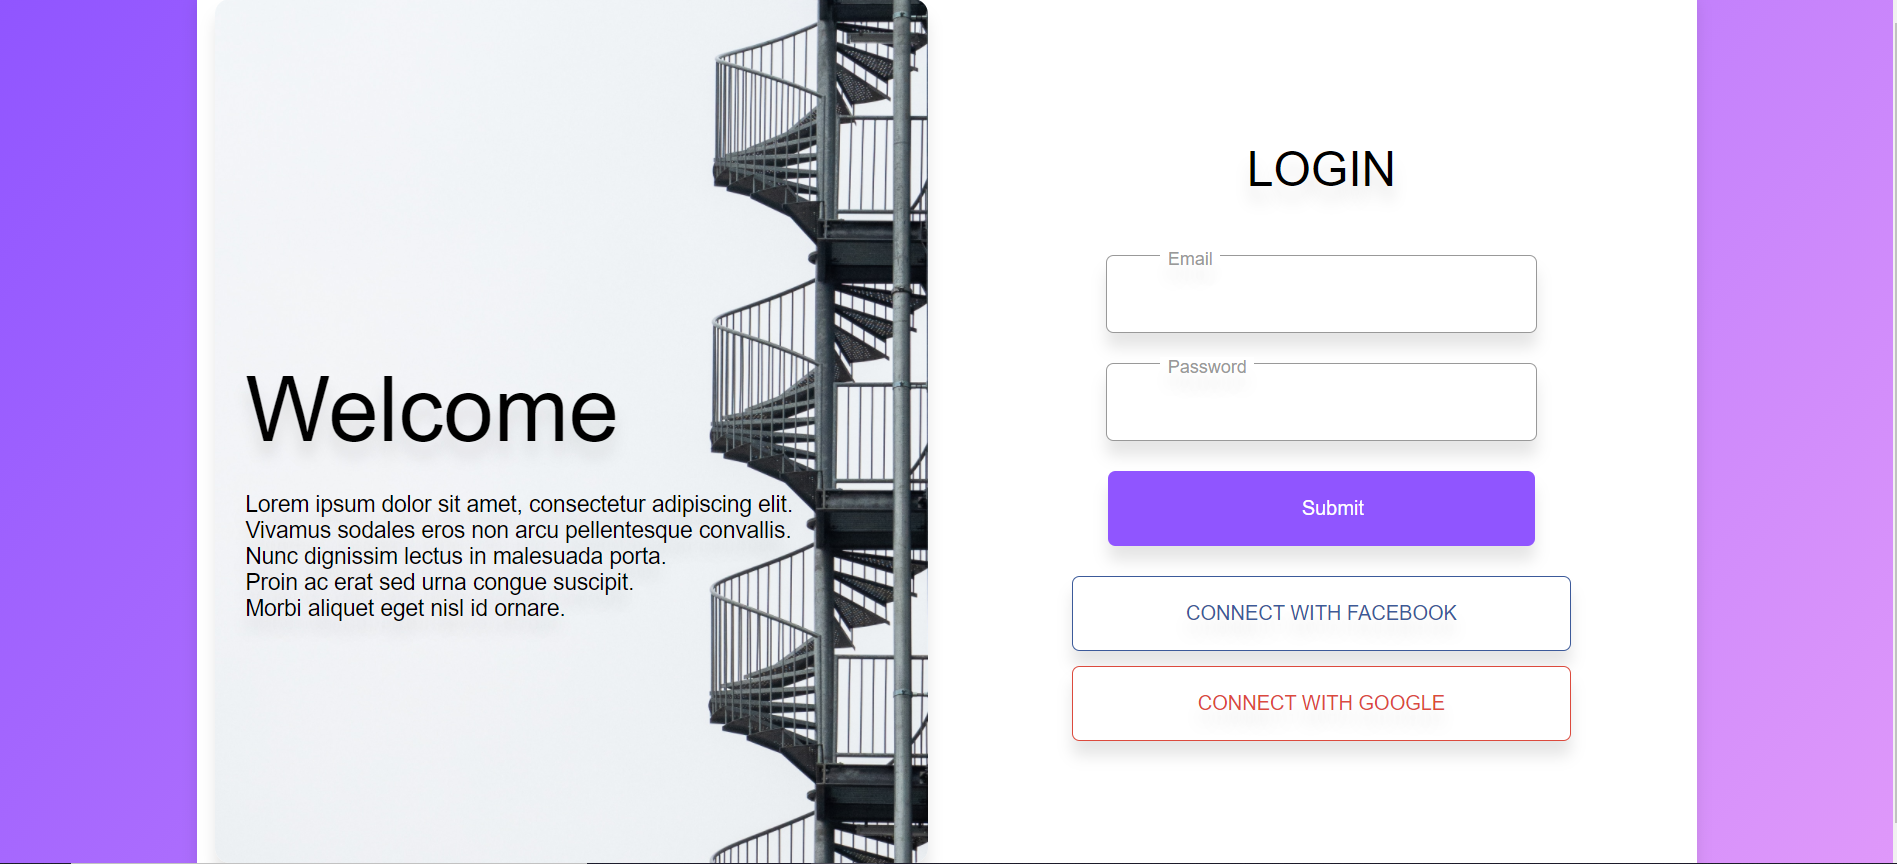 Welcome
Lorem ipsum dolor sit amet, consectetur adipiscing elit.
Vivamus sodales eros non arcu pellentesque convallis.
Nunc dignissim lectus in malesuada porta.
Proin ac erat sed urna congue suscipit.
Morbi aliquet eget nisl id ornare.
LOGIN
Email
Password
Submit
CONNECT WITH FACEBOOK
CONNECT WITH GOOGLE